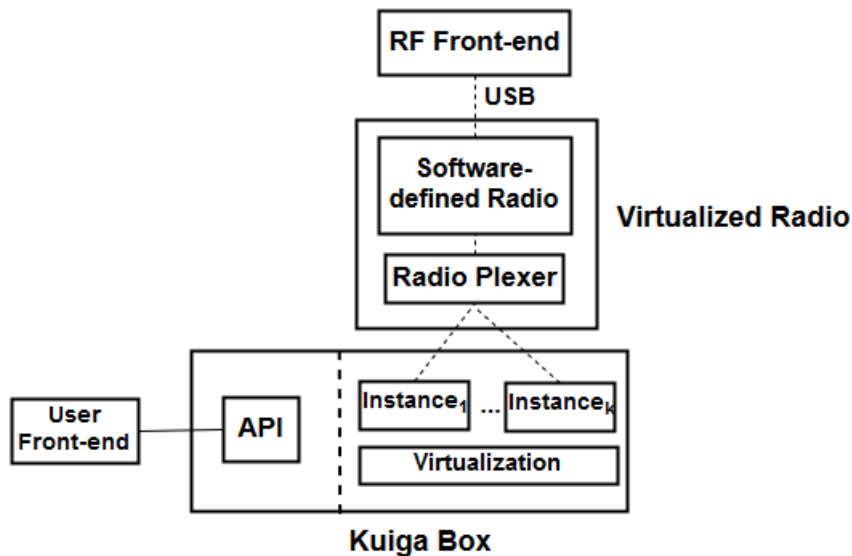 RF Front-end
USB
Software-
defined Radio
Virtualized Radio
Radio Plexer
Instance₁ ... Instanceₖ
User
Front-end
API
Virtualization
Kuiga Box